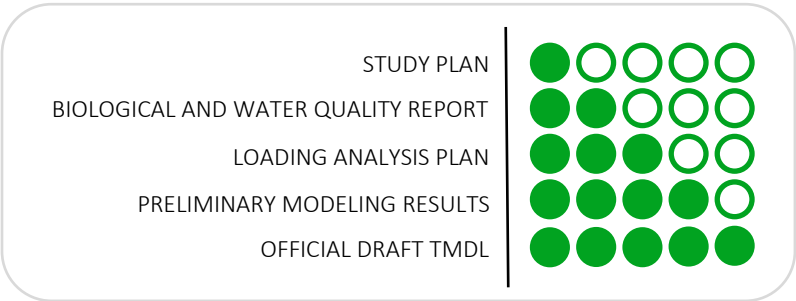 STUDY PLAN
BIOLOGICAL AND WATER QUALITY REPORT
LOADING ANALYSIS PLAN
PRELIMINARY MODELING RESULTS
OFFICIAL DRAFT TMDL